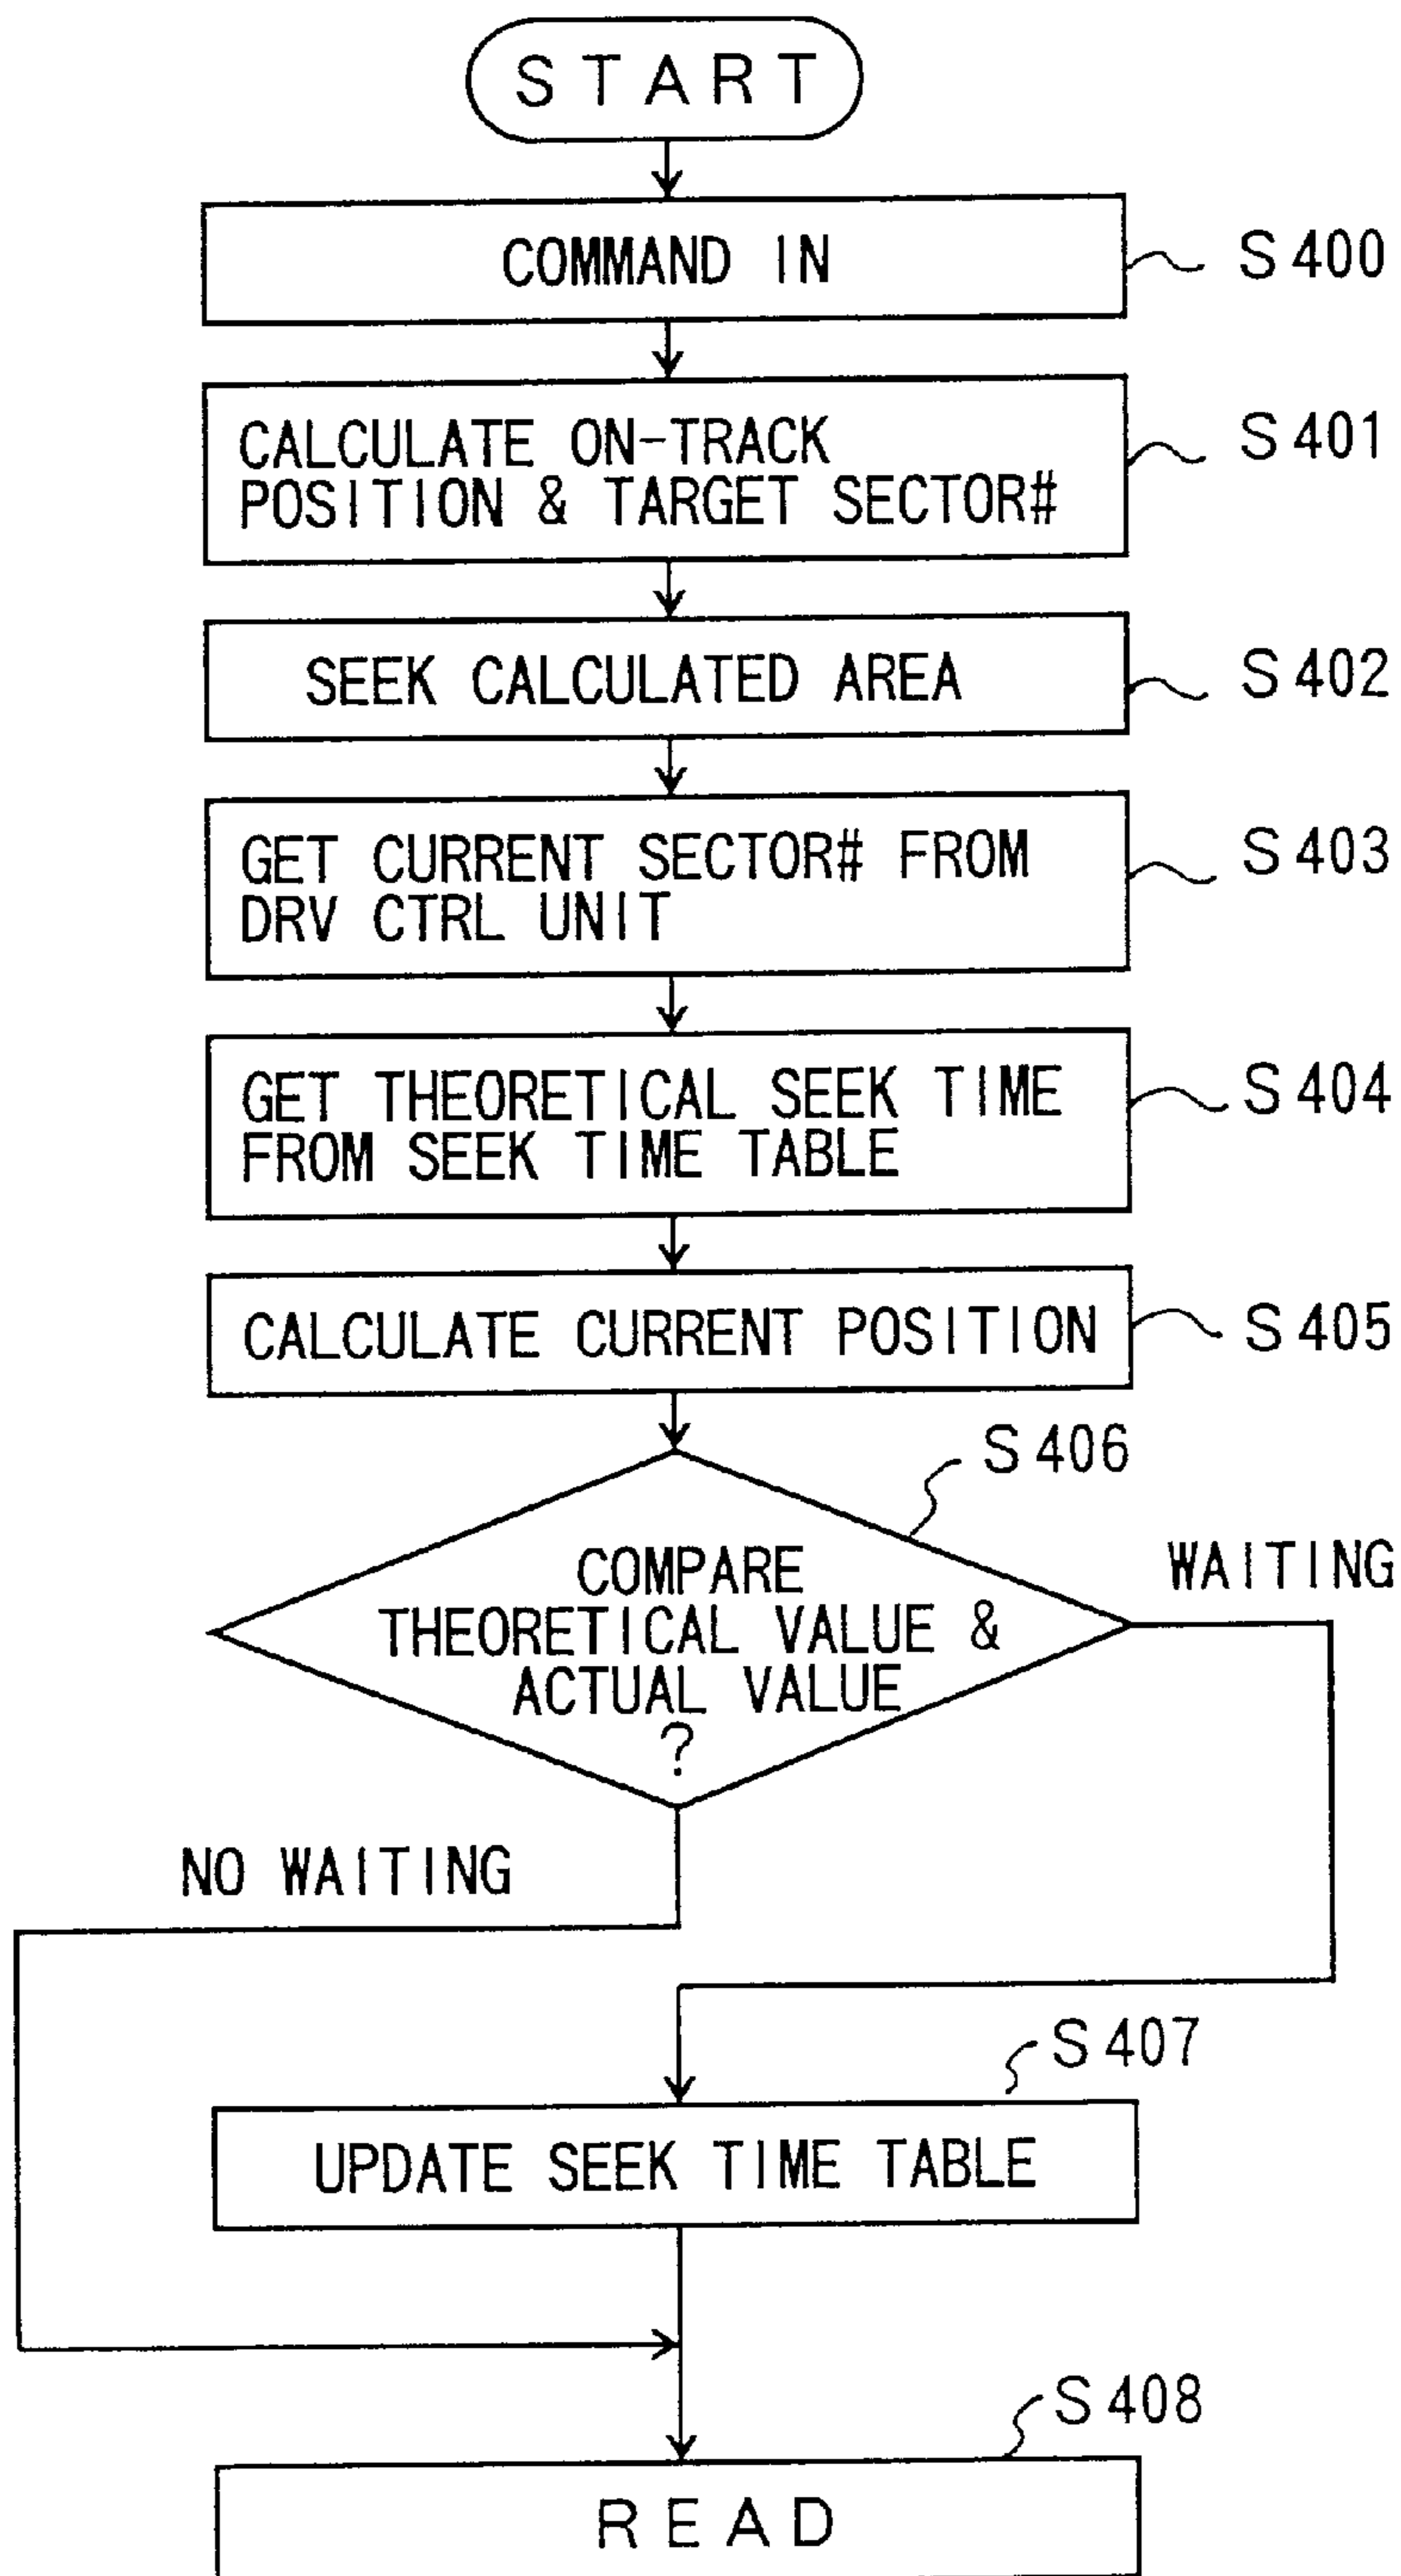 START
COMMAND IN
S400
CALCULATE ON-TRACK
POSITION & TARGET SECTOR#
S401
SEEK CALCULATED AREA
S402
GET CURRENT SECTOR# FROM
DRV CTRL UNIT
S403
GET THEORETICAL SEEK TIME
FROM SEEK TIME TABLE
S404
CALCULATE CURRENT POSITION
S405
S406
COMPARE
THEORETICAL VALUE &
ACTUAL VALUE
?
WAITING
NO WAITING
S407
UPDATE SEEK TIME TABLE
S408
READ